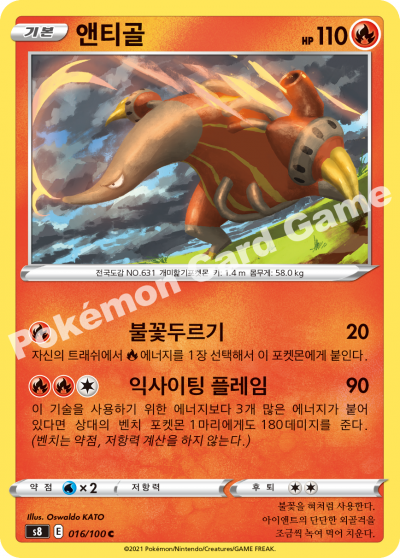 기본 앤티골 HP 110
전국도감 NO.631 개미핥기포켓몬 키: 1.4 m 몸무게: 58.0 kg
불꽃두르기 20
자신의 트래쉬에서 에너지를 1장 선택해서 이 포켓몬에게 붙인다.
익사이팅 플레임 90
이 기술을 사용하기 위한 에너지보다 3개 많은 에너지가 붙어
있다면 상대의 벤치 포켓몬 1마리에게도 180데미지를 준다.
(벤치는 약점, 저항력 계산을 하지 않는다.)
약점 ×2 저항력 후퇴
Illus. Oswaldo KATO
불꽃을 혀처럼 사용한다.
아이앤트의 단단한 외골격을
조금씩 녹여 먹어 치운다.
s8 E 016/100 C
©2021 Pokémon/Nintendo/Creatures/GAME FREAK.
Pokémon Card Game